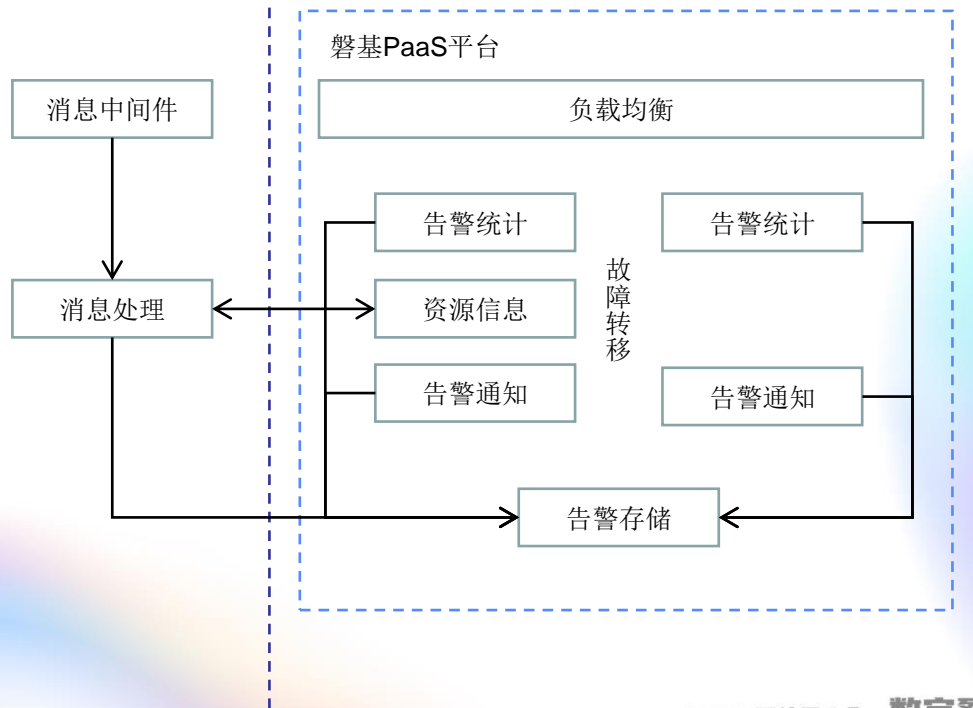 磐基PaaS平台
消息中间件
负载均衡
告警统计
告警统计
故障转移
消息处理
资源信息
告警通知
告警通知
告警存储